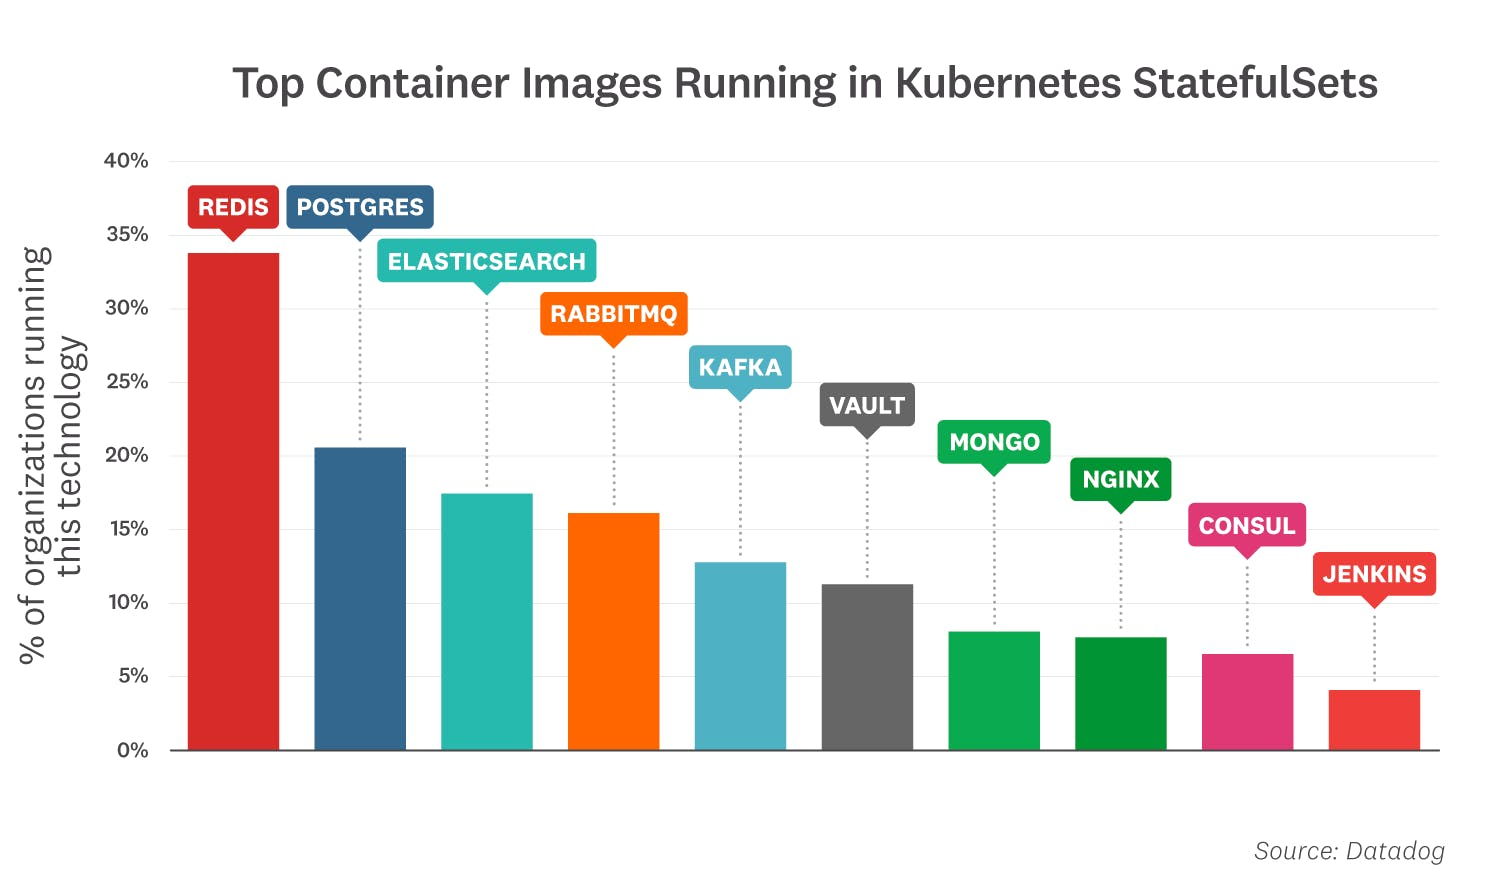 Top Container Images Running in Kubernetes StatefulSets
% of organizations running
this technology
40%
35%
30%
25%
20%
15%
10%
5%
0%
REDIS
POSTGRES
ELASTICSEARCH
RABBITMQ
KAFKA
VAULT
MONGO
NGINX
CONSUL
JENKINS
Source: Datadog